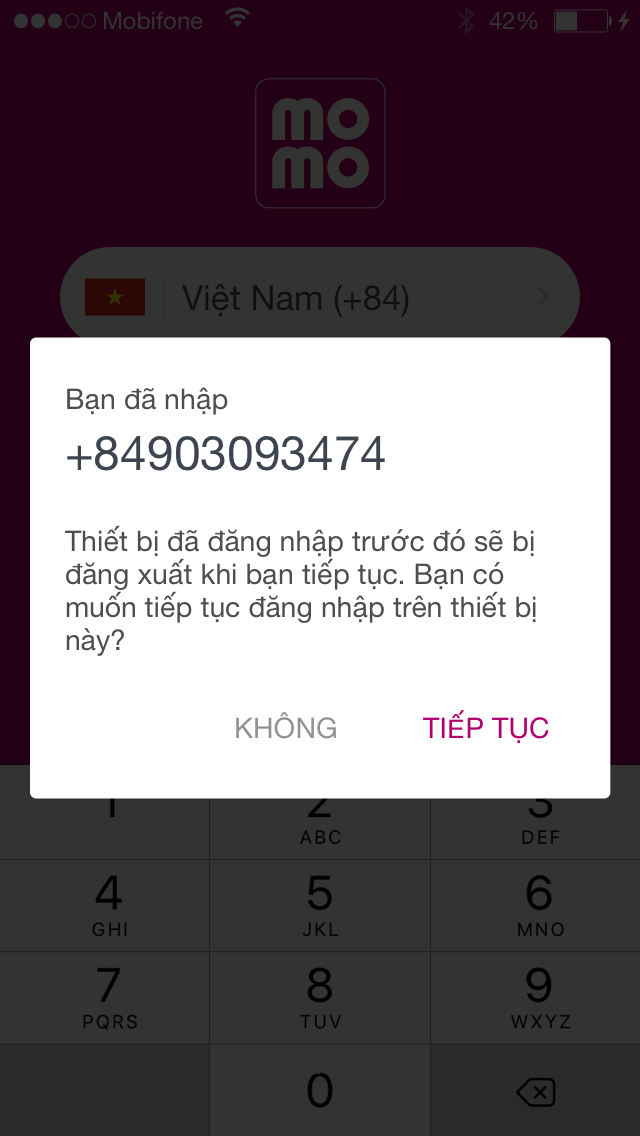 Mobifone 42%
mo
mo
Việt Nam (+84)
Bạn đã nhập
+84903093474
Thiết bị đã đăng nhập trước đó sẽ bị
đăng xuất khi bạn tiếp tục. Bạn có
muốn tiếp tục đăng nhập trên thiết bị
này?
KHÔNG TIẾP TỤC
1 2 3
ABC DEF
4 5 6
GHI JKL MNO
7 8 9
PQRS TUV WXYZ
0